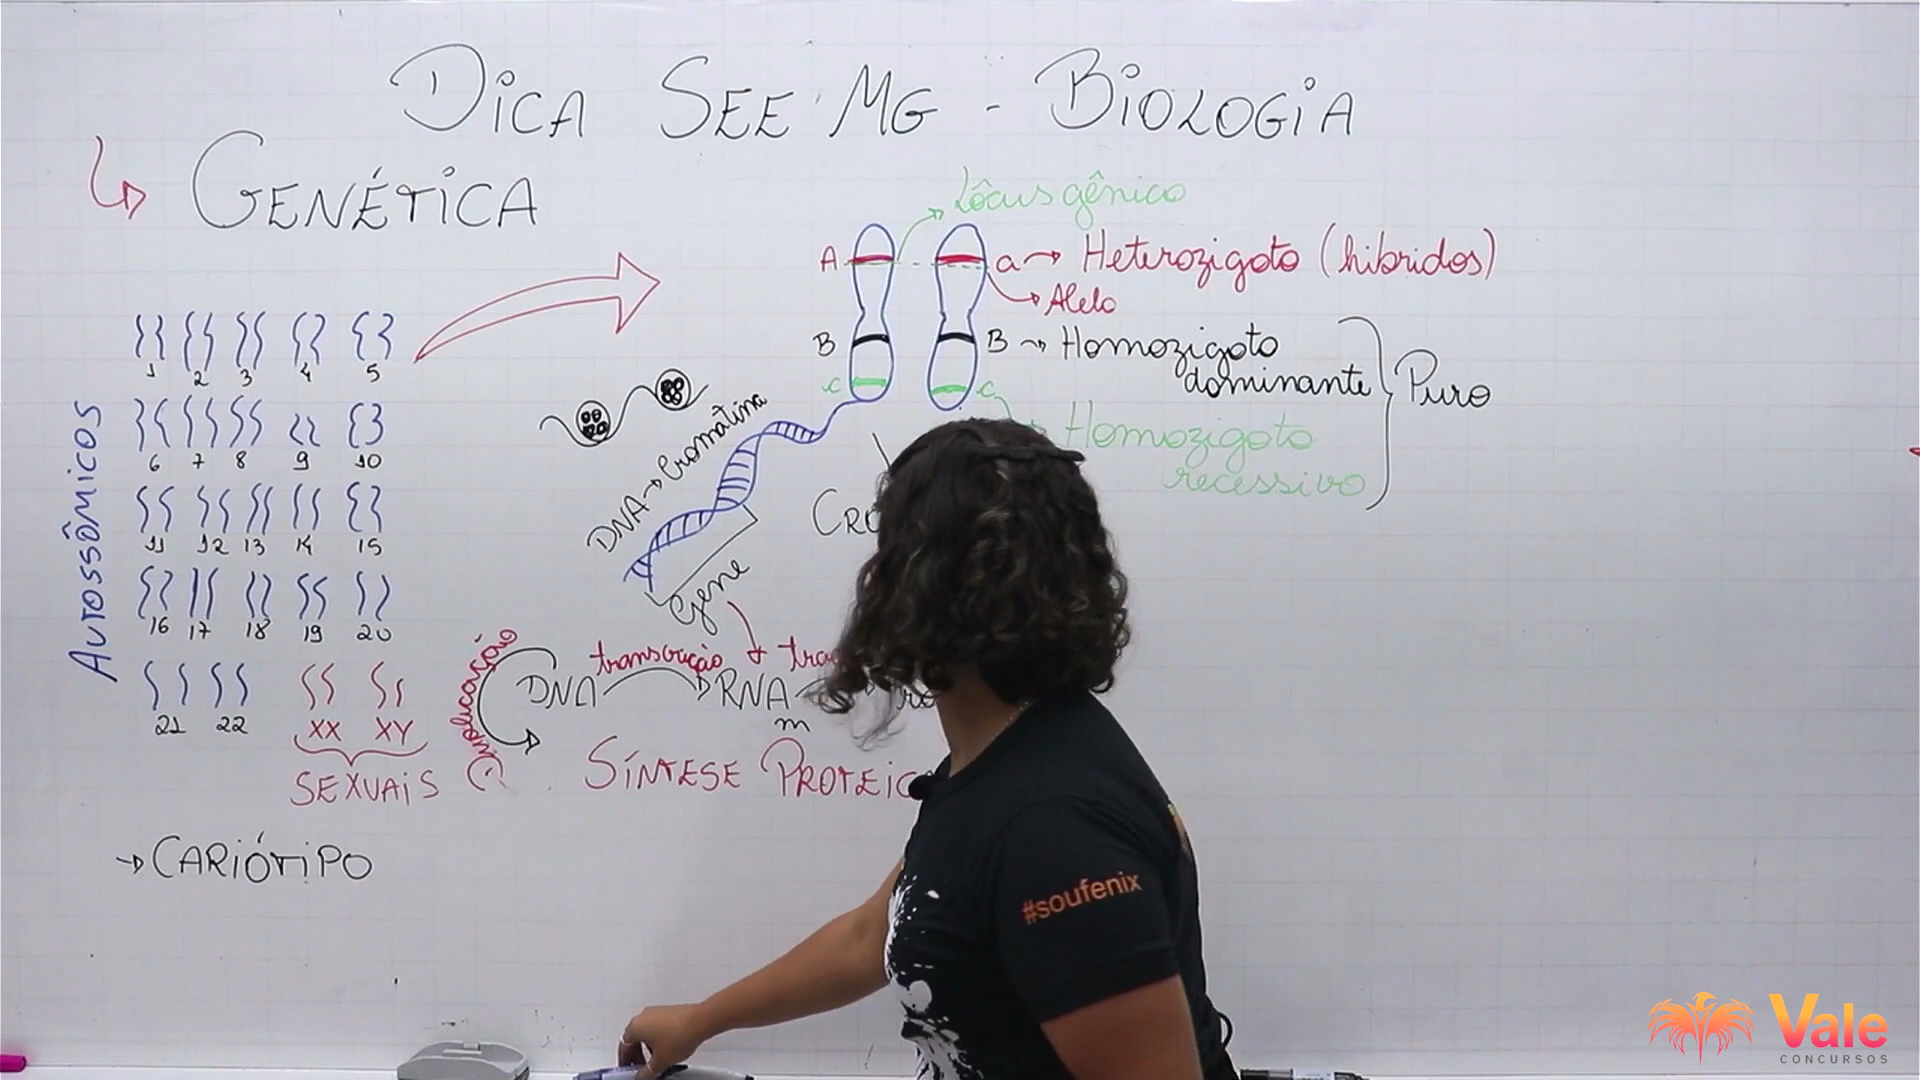 DICA SEE MG - BIOLOGIA
GENÉTICA
Lôcus gênico
A a → Heterozigoto (híbridos)
Alelo
B B → Homozigoto
dominante
Puro
c c
Homozigoto
recessivo
AUTOSSÔMICOS
1 2 3 4 5
6 7 8 9 10
11 12 13 14 15
16 17 18 19 20
21 22 XX XY
SEXUAIS
→ CARIÓTIPO
DNA → Cromatina
Gene
transcrição
DNA RNA
m
SÍNTESE
#soufenix
Vale
CONCURSOS